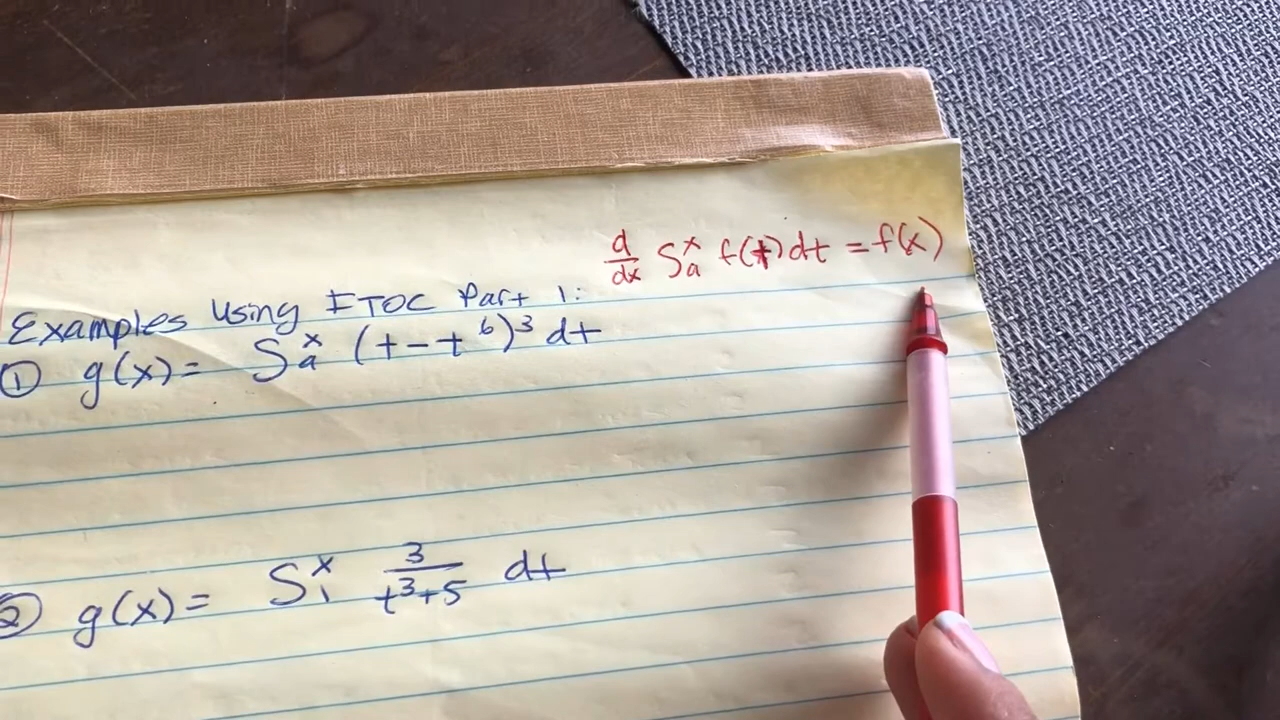 d/dx ∫ₐˣ f(t)dt = f(x)
Examples Using FTOC Part 1:
① g(x) = ∫ₐˣ (t-t⁶)³ dt
② g(x) = ∫₁ˣ 3/(t³+5) dt